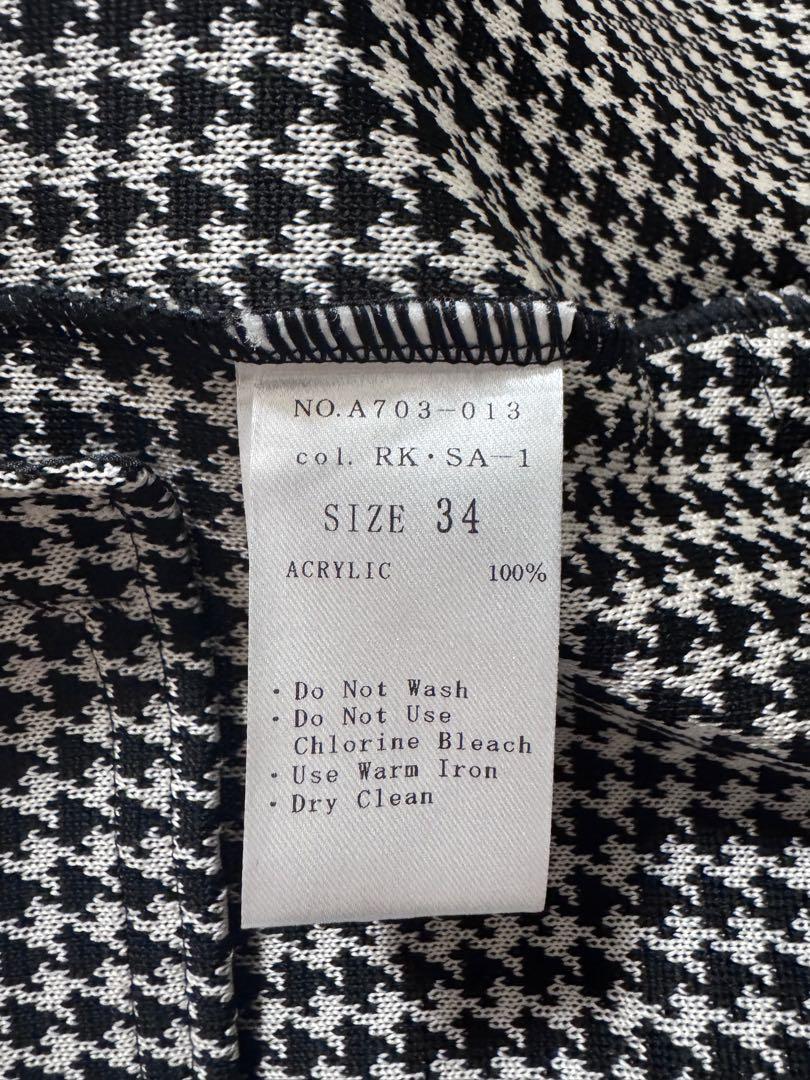 NO.A703-013
col. RK・SA-1
SIZE 34
ACRYLIC 100%
・Do Not Wash
・Do Not Use
Chlorine Bleach
・Use Warm Iron
・Dry Clean